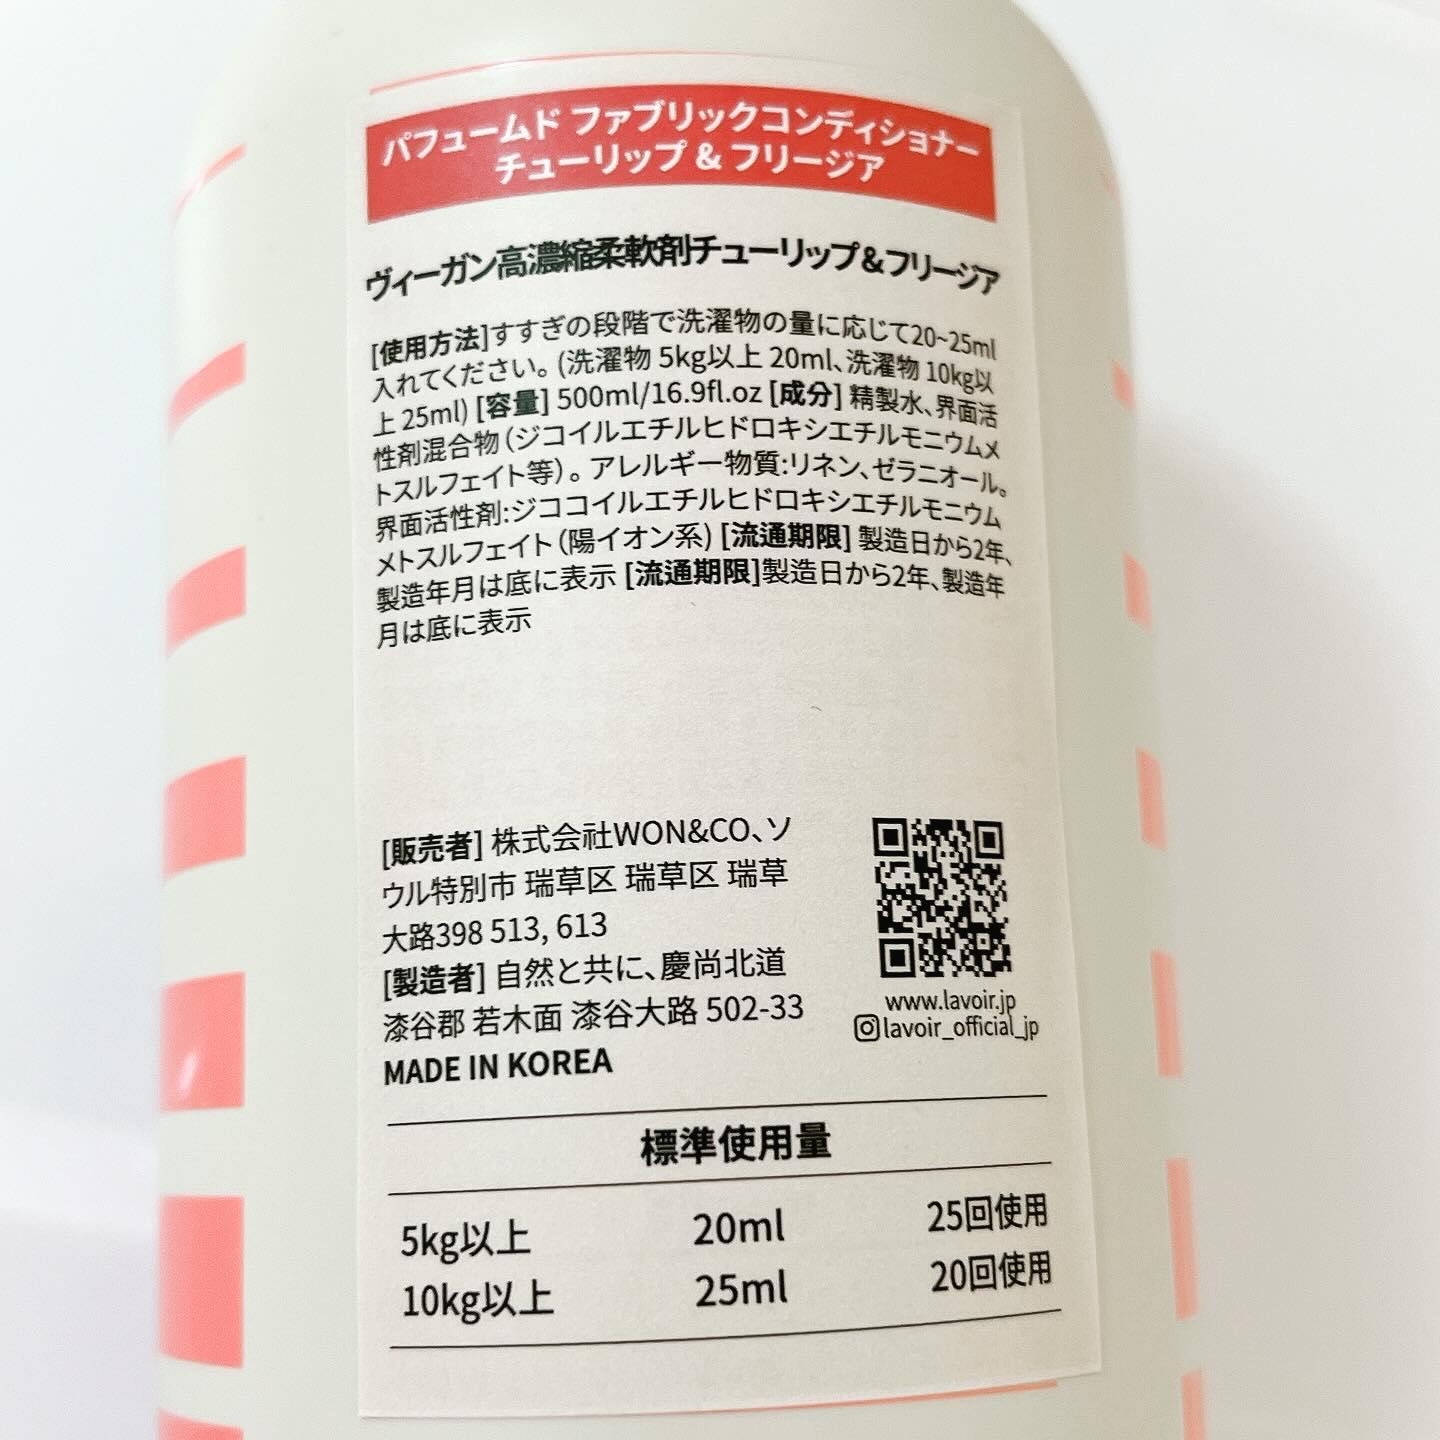 パフュームド ファブリックコンディショナー
チューリップ & フリージア
ヴィーガン高濃縮柔軟剤チューリップ&フリージア
[使用方法]すすぎの段階で洗濯物の量に応じて20~25ml
入れてください。(洗濯物 5kg以上 20ml、洗濯物 10kg以
上 25ml) [容量] 500ml/16.9fl.oz [成分] 精製水、界面活
性剤混合物（ジコイルエチルヒドロキシエチルモニウムメ
トスルフェイト等）。アレルギー物質:リネン、ゼラニオール。
界面活性剤:ジココイルエチルヒドロキシエチルモニウム
メトスルフェイト（陽イオン系) [流通期限] 製造日から2年、
製造年月は底に表示 [流通期限]製造日から2年、製造年
月は底に表示
[販売者] 株式会社WON&CO、ソ
ウル特別市 瑞草区 瑞草区 瑞草
大路398 513, 613
[製造者] 自然と共に、慶尚北道
漆谷郡 若木面 漆谷大路 502-33
MADE IN KOREA
www.lavoir.jp
lavoir_official_jp
標準使用量
5kg以上 20ml 25回使用
10kg以上 25ml 20回使用